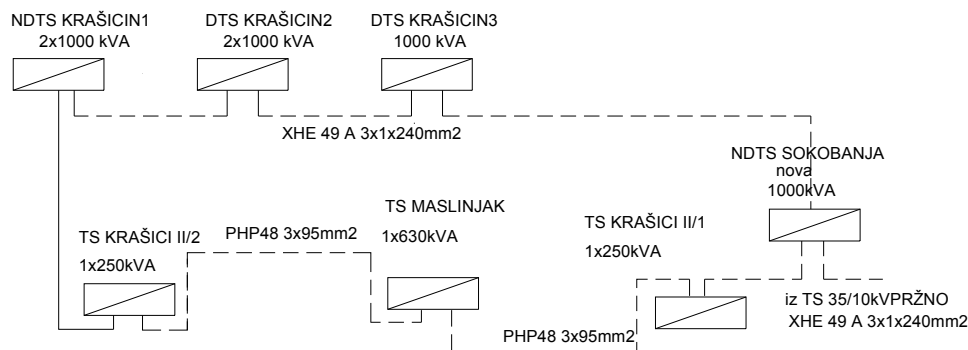 NDTS KRAŠICIN1
2x1000 kVA
DTS KRAŠICIN2
2x1000 kVA
DTS KRAŠICIN3
1000 kVA
XHE 49 A 3x1x240mm2
NDTS SOKOBANJA
nova
1000kVA
TS KRAŠICI II/2
1x250kVA
PHP48 3x95mm2
TS MASLINJAK
1x630kVA
TS KRAŠICI II/1
1x250kVA
PHP48 3x95mm2
iz TS 35/10kVPRŽNO
XHE 49 A 3x1x240mm2